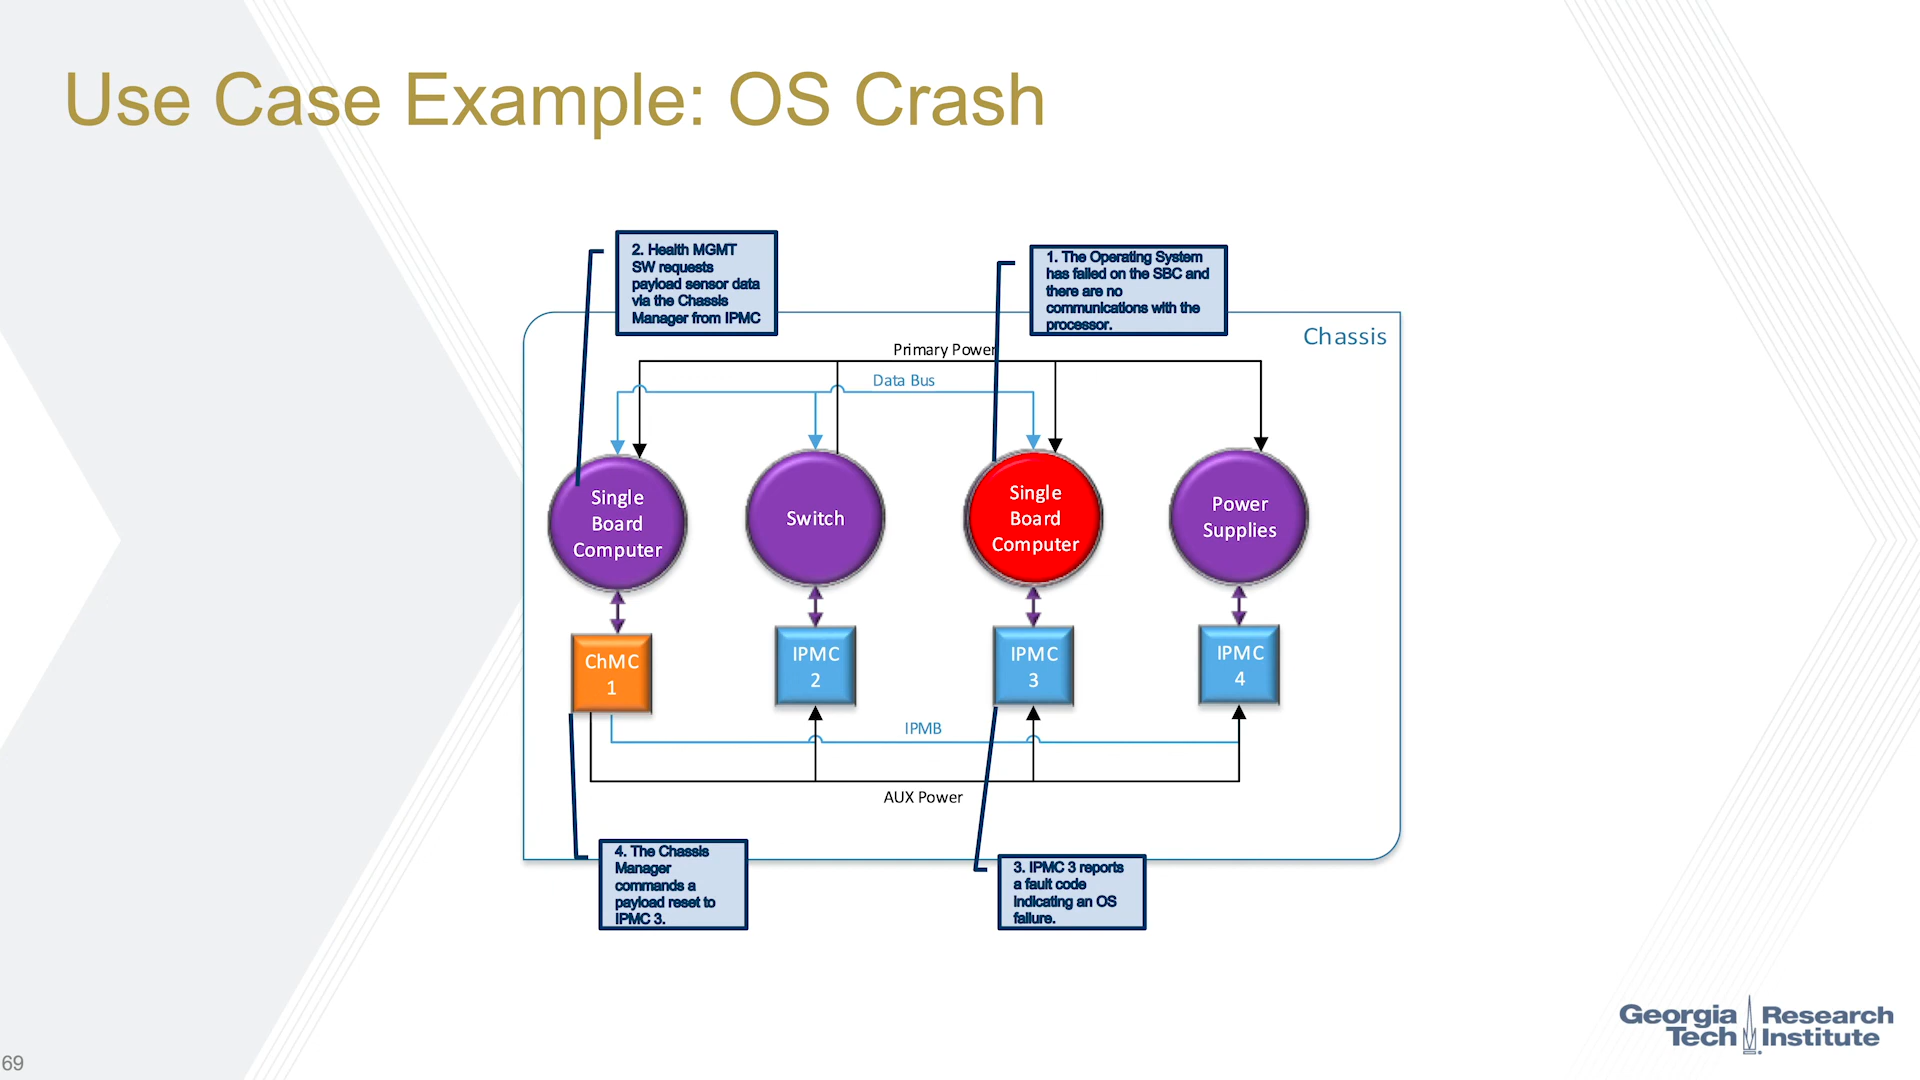 Use Case Example: OS Crash
2. Health MGMT
SW requests
payload sensor data
via the Chassis
Manager from IPMC
1. The Operating System
has failed on the SBC and
there are no
communications with the
processor.
Chassis
Primary Power
Data Bus
Single
Board
Computer
Switch
Single
Board
Computer
Power
Supplies
ChMC
1
IPMC
2
IPMC
3
IPMC
4
IPMB
AUX Power
4. The Chassis
Manager
commands a
payload reset to
IPMC 3.
3. IPMC 3 reports
a fault code
indicating an OS
failure.
Georgia Research
Tech Institute
69